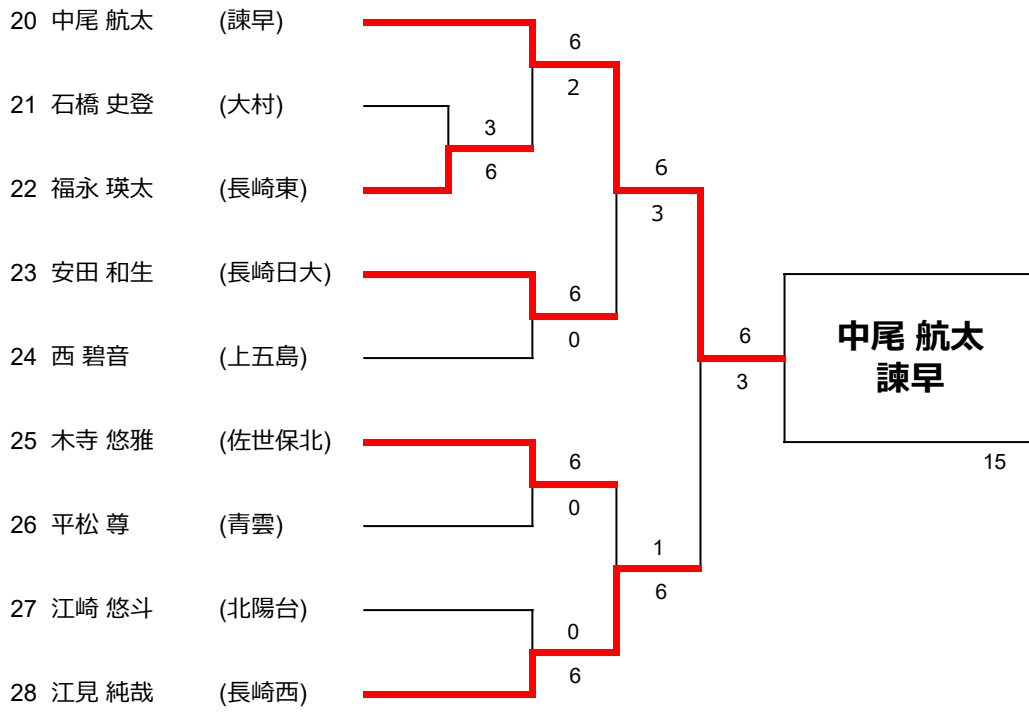 20 中尾 航太 (諫早)
6
2
21 石橋 史登 (大村)
3
6
22 福永 瑛太 (長崎東)
6
3
23 安田 和生 (長崎日大)
6
0
24 西 碧音 (上五島)
6
3
中尾 航太
諫早
15
25 木寺 悠雅 (佐世保北)
6
0
26 平松 尊 (青雲)
1
6
27 江崎 悠斗 (北陽台)
0
6
28 江見 純哉 (長崎西)